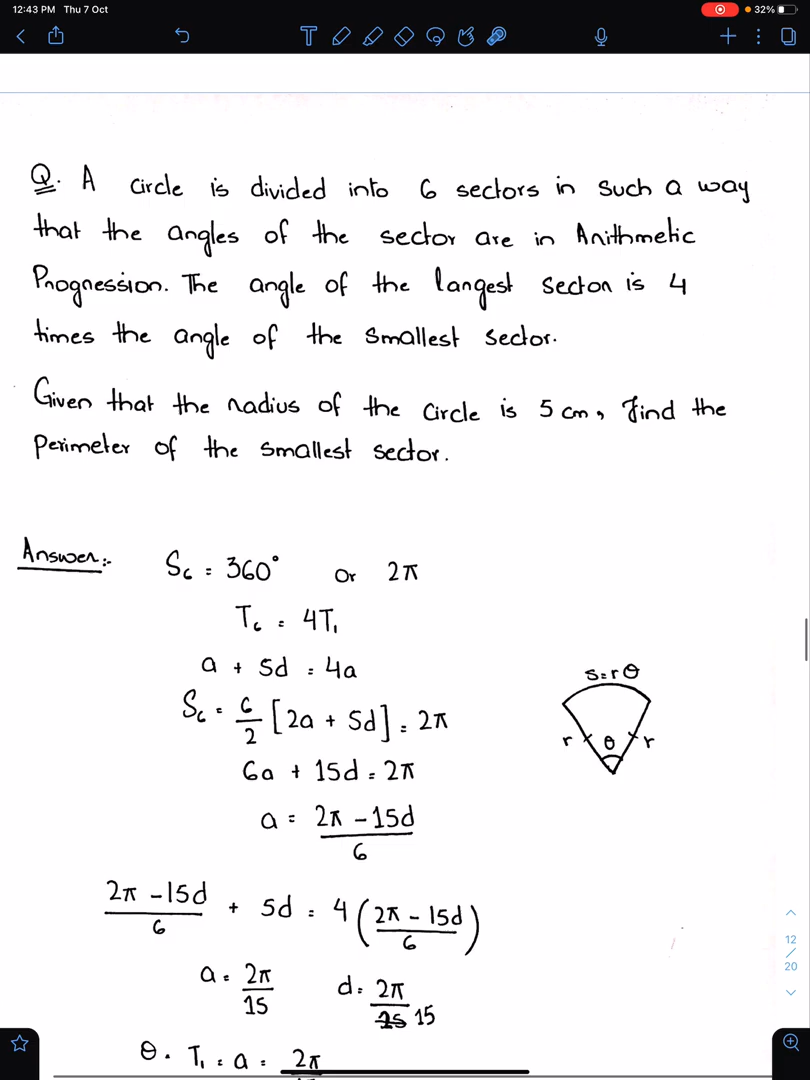 12:43 PM Thu 7 Oct
32%
Q. A circle is divided into 6 sectors in such a way
that the angles of the sector are in Arithmetic
Progression. The angle of the largest sector is 4
times the angle of the smallest sector.
Given that the radius of the circle is 5 cm, find the
perimeter of the smallest sector.
Answer:-
S₆ = 360° or 2π
T₆ = 4T₁
a + 5d = 4a
S₆ = 6/2 [2a + 5d] = 2π
6a + 15d = 2π
a = (2π - 15d)/6
s = rθ
r θ r
(2π - 15d)/6 + 5d = 4((2π - 15d)/6)
a = 2π/15 d = 2π/15
θ = T₁ = a = 2π
12
/
20